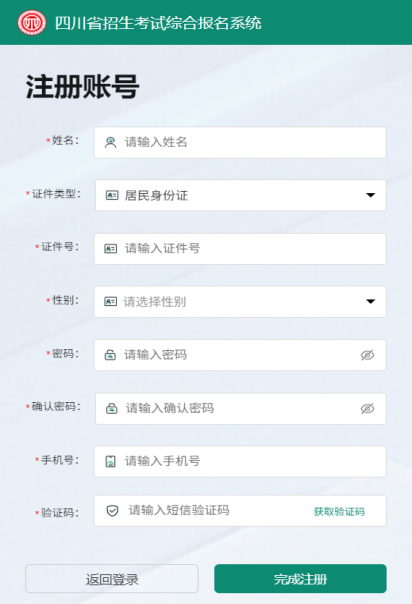 四川省招生考试综合报名系统
注册账号
*姓名： 请输入姓名
*证件类型： 居民身份证
*证件号： 请输入证件号
*性别： 请选择性别
*密码： 请输入密码
*确认密码： 请输入确认密码
*手机号： 请输入手机号
*验证码： 请输入短信验证码 获取验证码
返回登录 完成注册